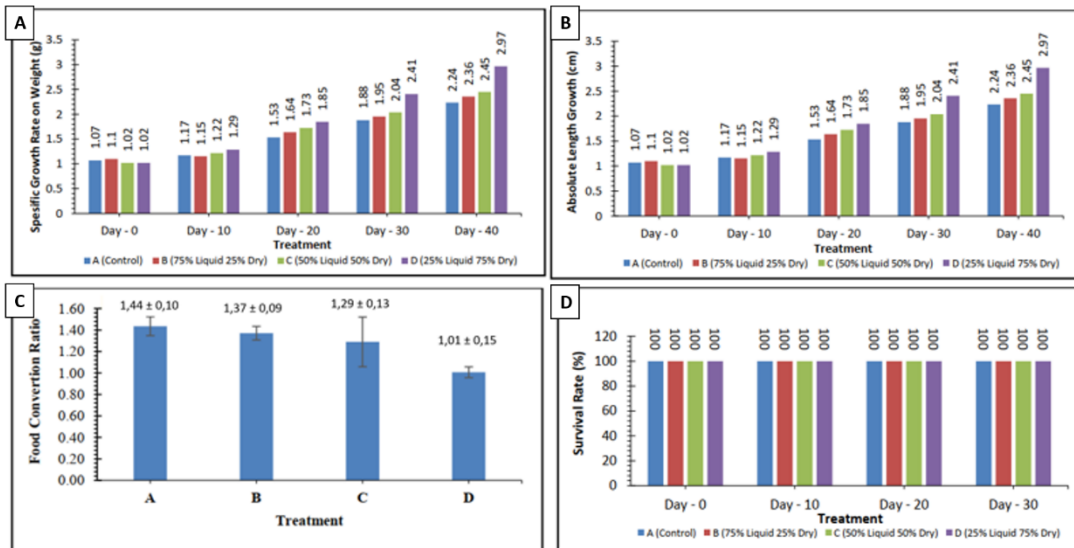 A
Spesific Growth Rate on Weight (g)
3.5
3
2.5
2
1.5
1
0.5
0
1.07 1.1 1.02 1.02
1.17 1.15 1.22 1.29
1.53 1.64 1.73 1.85
1.88 1.95 2.04 2.41
2.24 2.36 2.45 2.97
Day - 0 Day - 10 Day - 20 Day - 30 Day - 40
Treatment
A (Control) B (75% Liquid 25% Dry) C (50% Liquid 50% Dry) D (25% Liquid 75% Dry)
B
Absolute Length Growth (cm)
3.5
3
2.5
2
1.5
1
0.5
0
1.07 1.1 1.02 1.02
1.17 1.15 1.22 1.29
1.53 1.64 1.73 1.85
1.88 1.95 2.04 2.41
2.24 2.36 2.45 2.97
Day - 0 Day - 10 Day - 20 Day - 30 Day - 40
Treatment
A (Control) B (75% Liquid 25% Dry) C (50% Liquid 50% Dry) D (25% Liquid 75% Dry)
C
Food Convertion Ratio
1.60
1.40
1.20
1.00
0.80
0.60
0.40
0.20
0.00
1,44 ± 0,10 1,37 ± 0,09 1,29 ± 0,13 1,01 ± 0,15
A B C D
Treatment
D
Survival Rate (%)
120
100
80
60
40
20
0
100 100 100 100
100 100 100 100
100 100 100 100
100 100 100 100
Day - 0 Day - 10 Day - 20 Day - 30
Treatment
A (Control) B (75% Liquid 25% Dry) C (50% Liquid 50% Dry) D (25% Liquid 75% Dry)